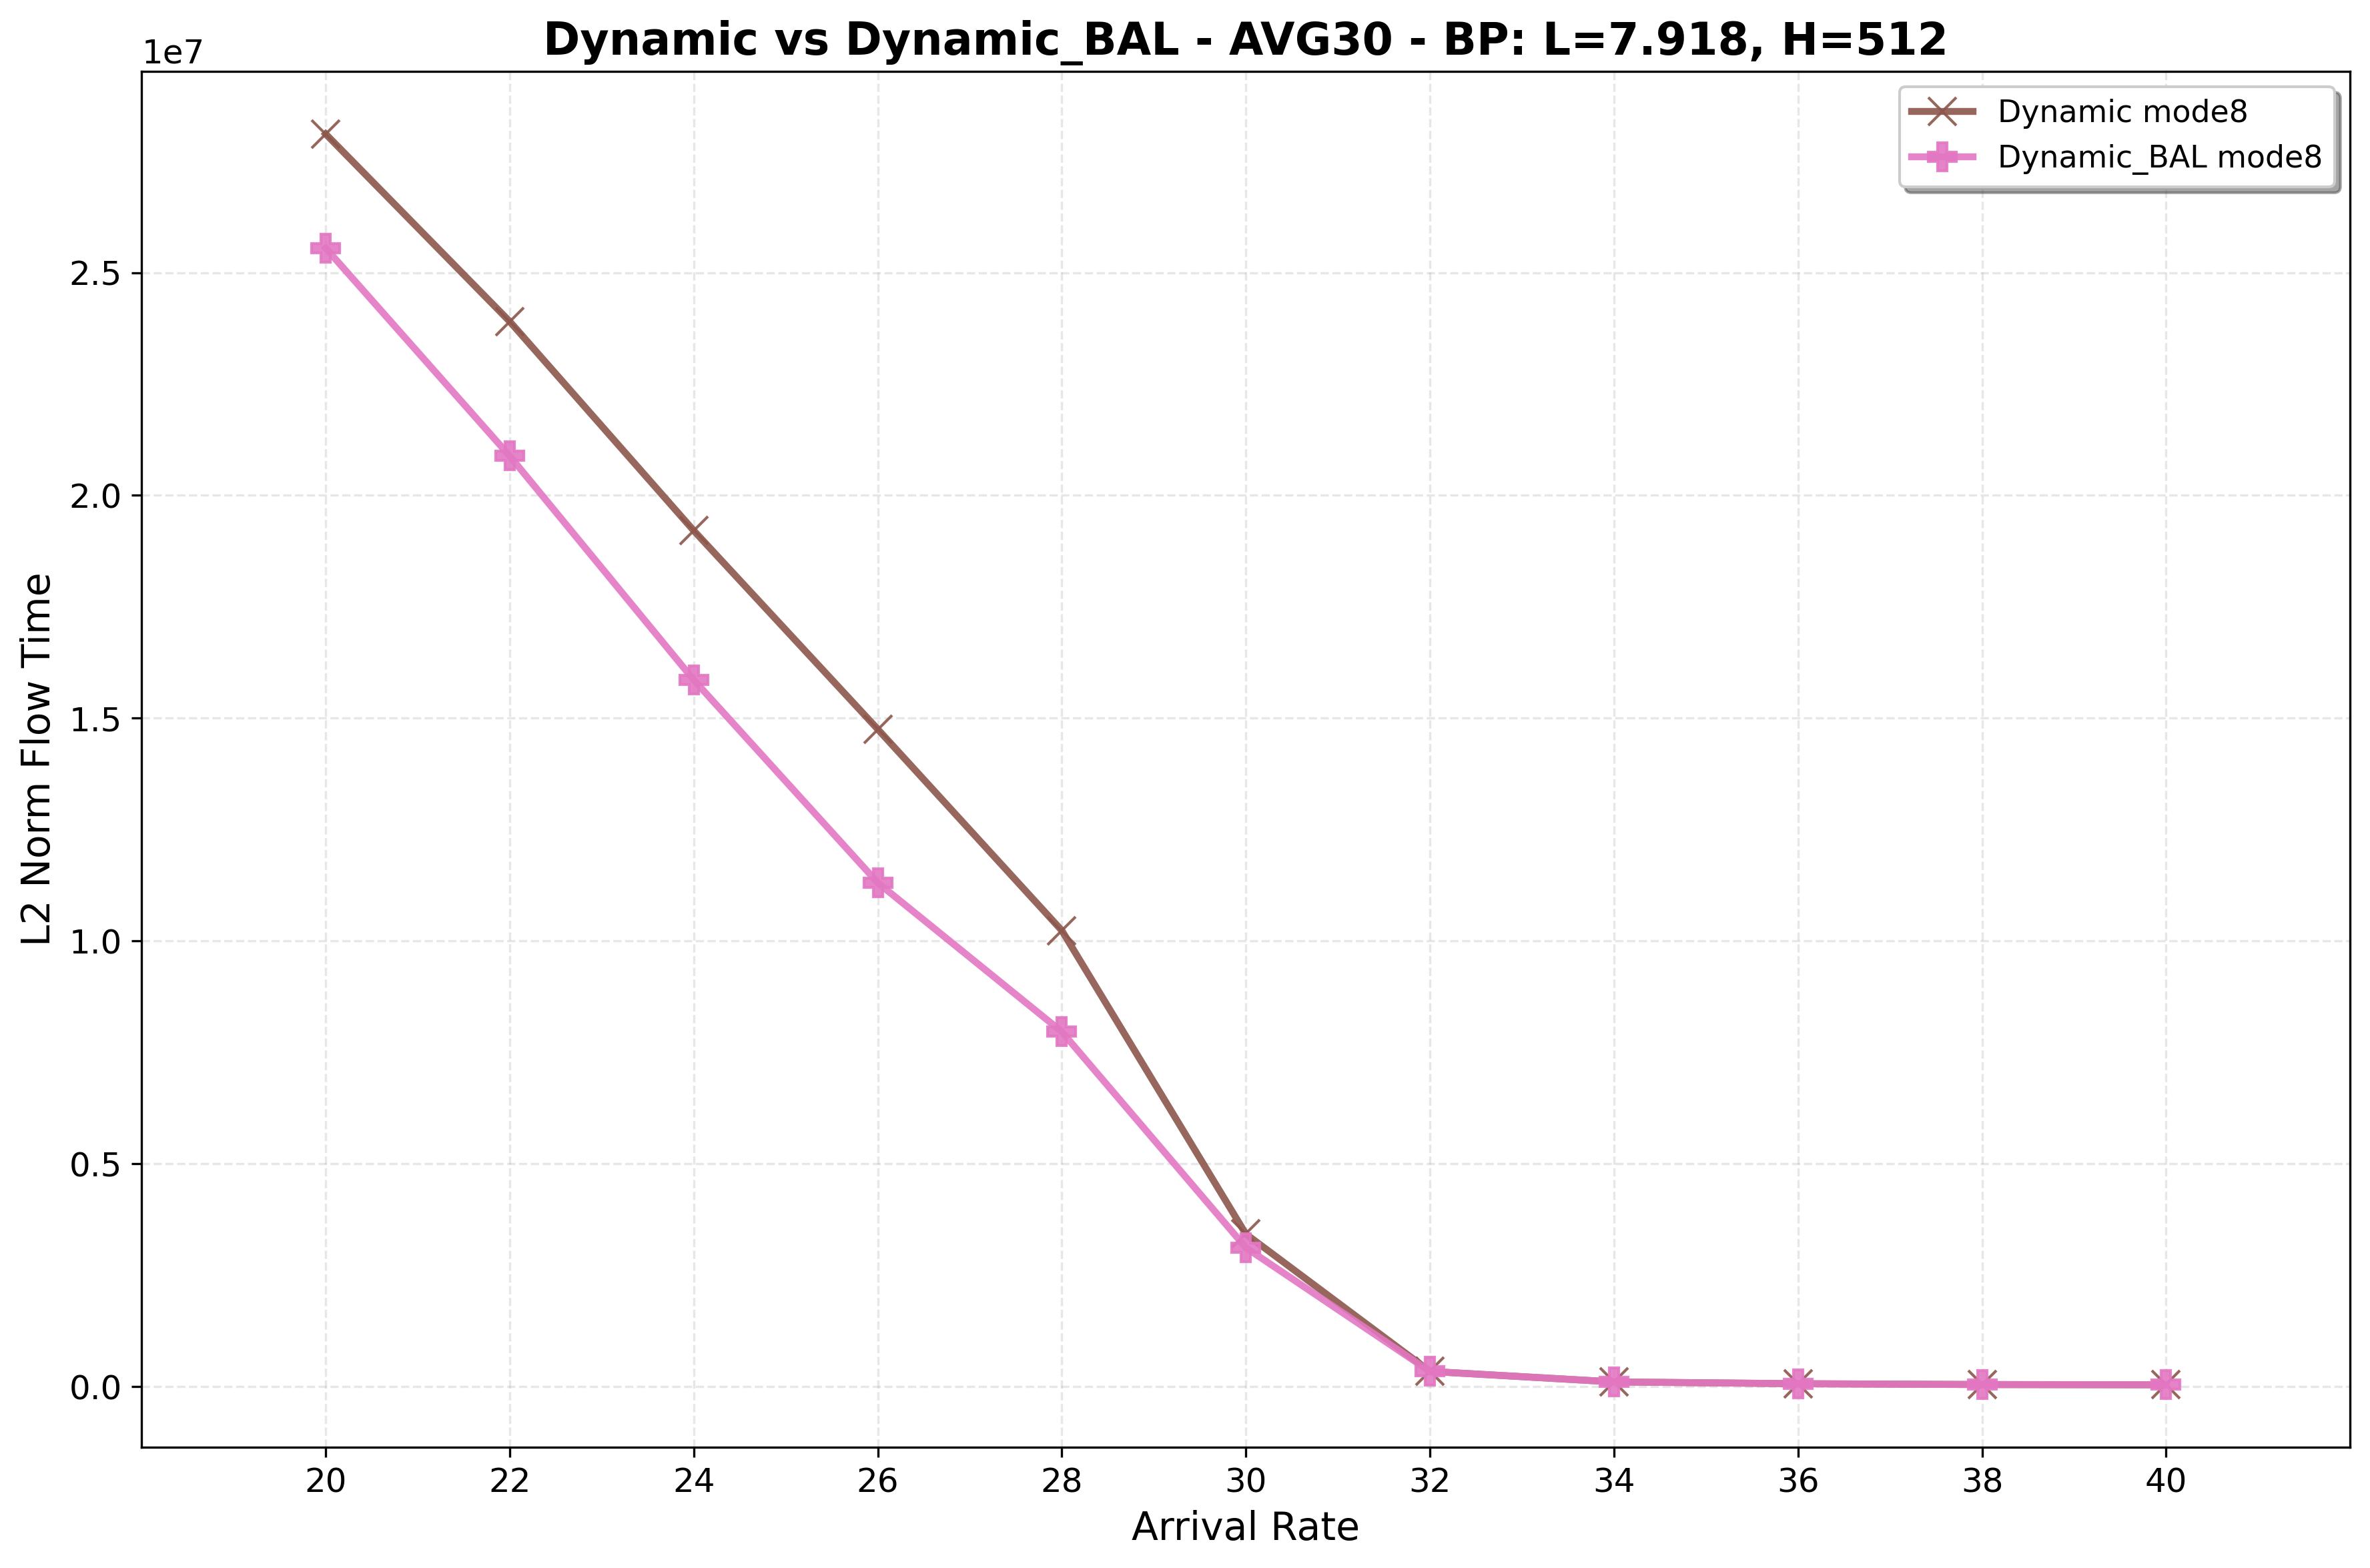 Dynamic vs Dynamic_BAL - AVG30 - BP: L=7.918, H=512
1e7
Dynamic mode8
Dynamic_BAL mode8
2.5
2.0
1.5
1.0
0.5
0.0
L2 Norm Flow Time
20 22 24 26 28 30 32 34 36 38 40
Arrival Rate